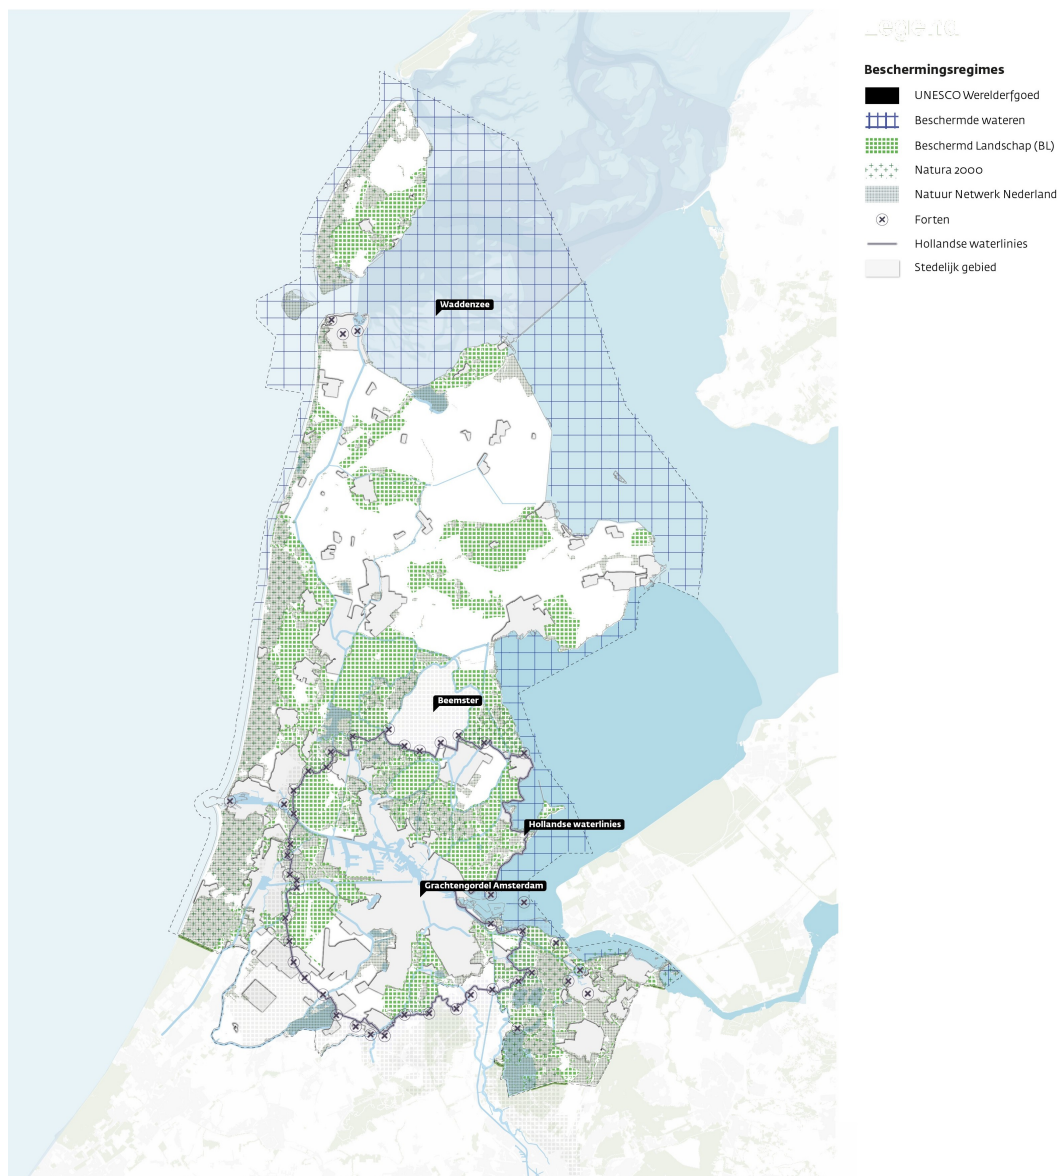 Legenda
Beschermingsregimes
UNESCO Werelderfgoed
Beschermde wateren
Beschermd Landschap (BL)
Natura 2000
Natuur Netwerk Nederland
Forten
Hollandse waterlinies
Stedelijk gebied
Waddenzee
Beemster
Hollandse waterlinies
Grachtengordel Amsterdam